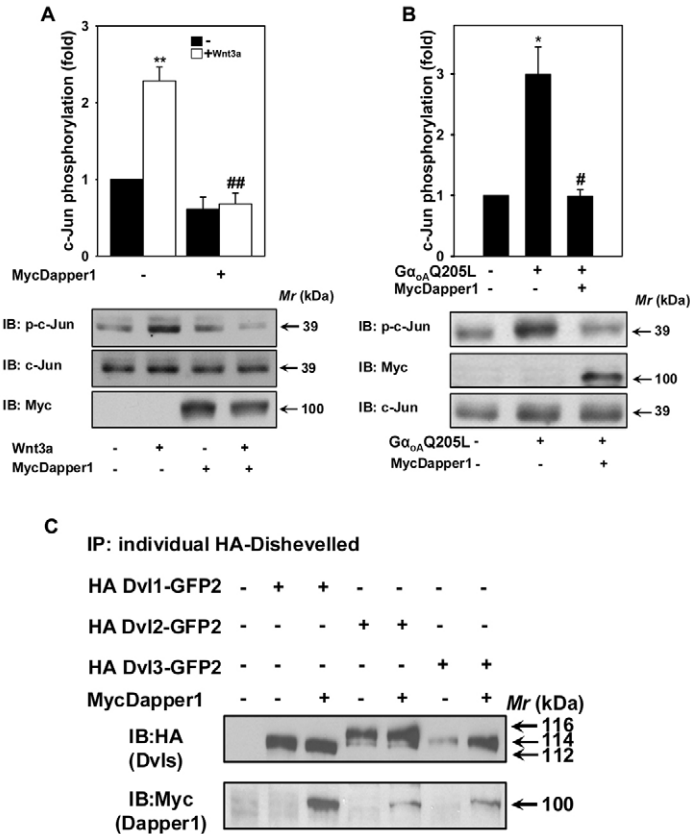 A
c-Jun phosphorylation (fold)
3
2
1
0
-
+Wnt3a
**
##
MycDapper1 - +
Mr (kDa)
IB: p-c-Jun 39
IB: c-Jun 39
IB: Myc 100
Wnt3a - + - +
MycDapper1 - - + +
B
c-Jun phosphorylation (fold)
3
2
1
0
*
#
GαoAQ205L - + +
MycDapper1 - - +
Mr (kDa)
IB: p-c-Jun 39
IB: Myc 100
IB: c-Jun 39
GαoAQ205L - + +
MycDapper1 - - +
C
IP: individual HA-Dishevelled
HA Dvl1-GFP2 - + + - - - -
HA Dvl2-GFP2 - - - + + - -
HA Dvl3-GFP2 - - - - - + +
MycDapper1 - - + - + - + Mr (kDa)
IB:HA
(Dvls)
116
114
112
IB:Myc
(Dapper1)
100